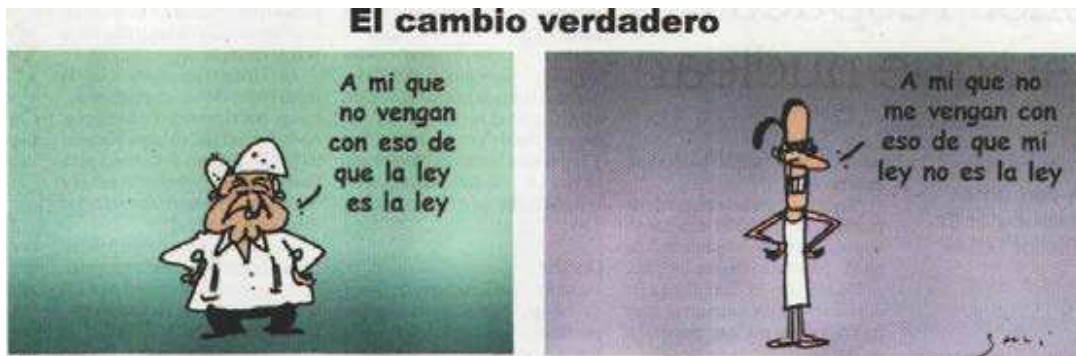 El cambio verdadero
A mi que
no vengan
con eso de
que la ley
es la ley
A mi que no
me vengan con
eso de que mi
ley no es la ley